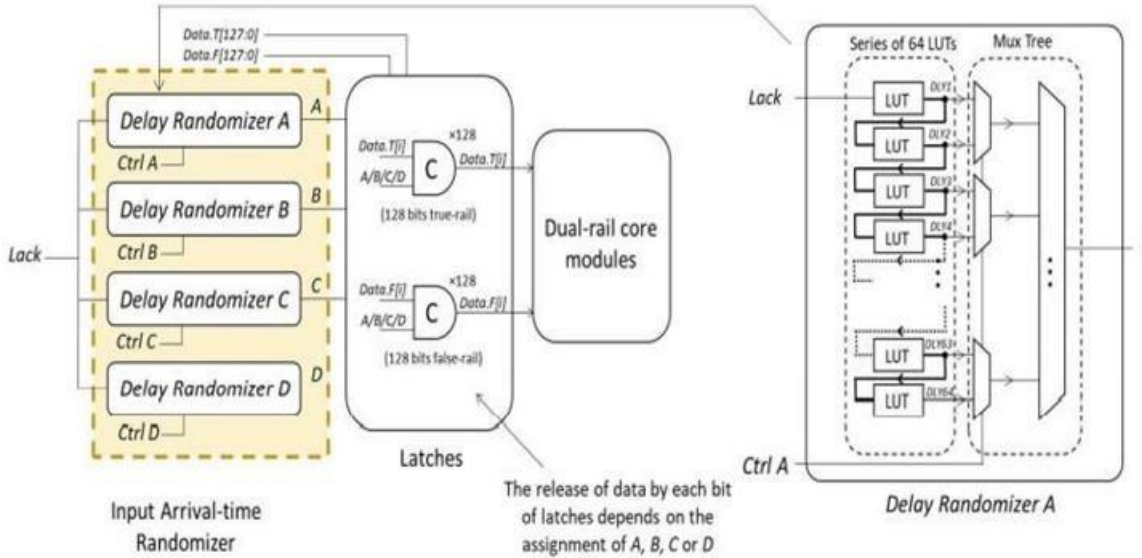 Data.T[127:0]
Data.F[127:0]
Delay Randomizer A
A
Ctrl A
Delay Randomizer B
B
Ctrl B
Lack
Delay Randomizer C
C
Ctrl C
Delay Randomizer D
D
Ctrl D
Input Arrival-time
Randomizer
×128
Data.T[i]
Data.T[i]
C
A/B/C/D
(128 bits true-rail)
×128
Data.F[i]
Data.F[i]
C
A/B/C/D
(128 bits false-rail)
Latches
Dual-rail core
modules
The release of data by each bit
of latches depends on the
assignment of A, B, C or D
Series of 64 LUTs
Mux Tree
Lack
LUT
DLY1
LUT
DLY2
LUT
DLY3
LUT
DLY4
LUT
DLY63
LUT
DLY64
Ctrl A
Delay Randomizer A